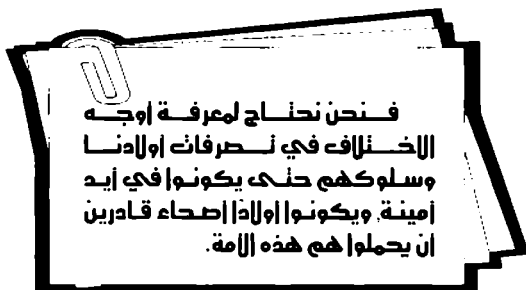 فنحن نحتاج لمعرفة أوجه
الاختلاف في تصرفات أولادنا
وسلوكهم حتى يكونوا في أيد
أمينة، ويكونوا أولادًا أصحاء قادرين
أن يحملوا هم هذه الأمة.